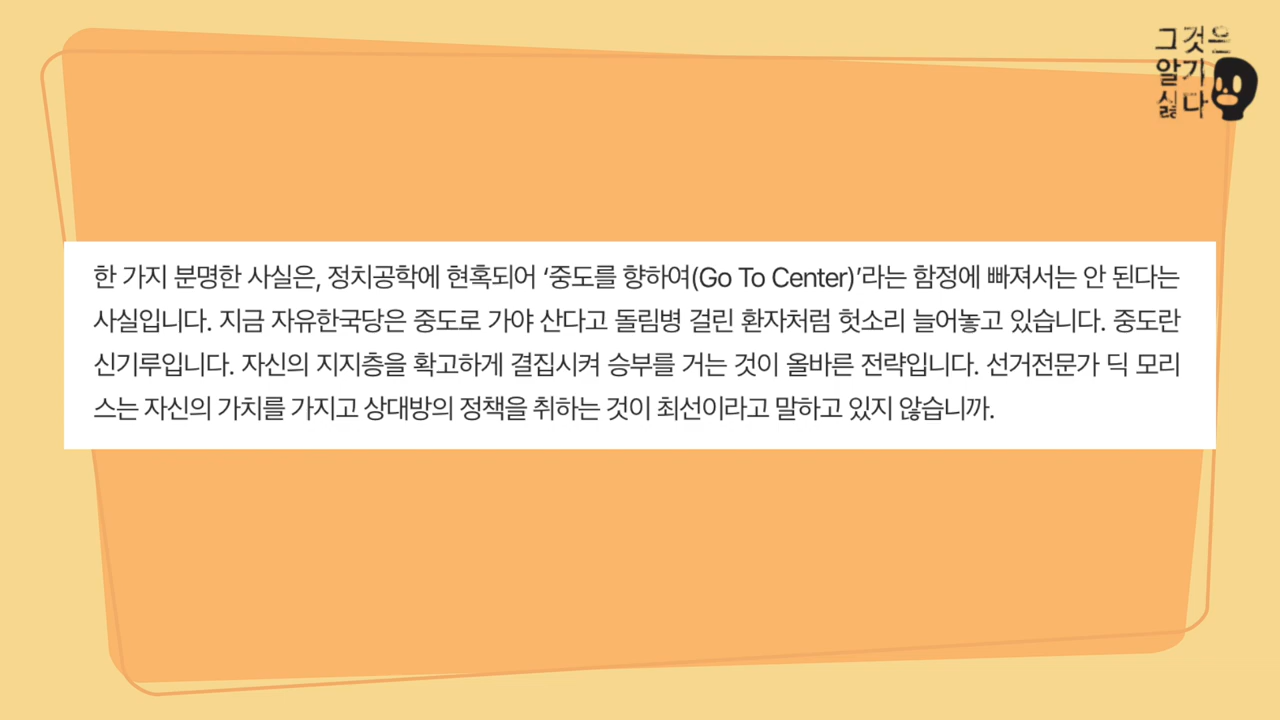 그것은
알기
싫다
한 가지 분명한 사실은, 정치공학에 현혹되어 ‘중도를 향하여(Go To Center)’라는 함정에 빠져서는 안 된다는
사실입니다. 지금 자유한국당은 중도로 가야 산다고 돌림병 걸린 환자처럼 헛소리 늘어놓고 있습니다. 중도란
신기루입니다. 자신의 지지층을 확고하게 결집시켜 승부를 거는 것이 올바른 전략입니다. 선거전문가 딕 모리
스는 자신의 가치를 가지고 상대방의 정책을 취하는 것이 최선이라고 말하고 있지 않습니까.